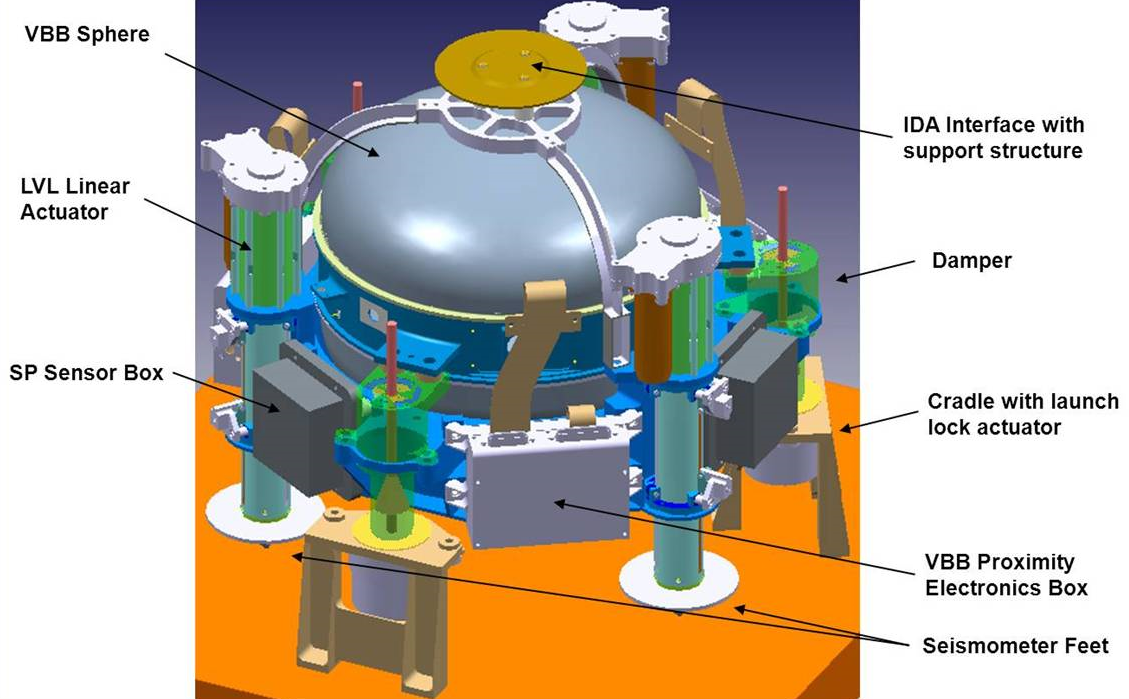 VBB Sphere
LVL Linear
Actuator
SP Sensor Box
IDA Interface with
support structure
Damper
Cradle with launch
lock actuator
VBB Proximity
Electronics Box
Seismometer Feet